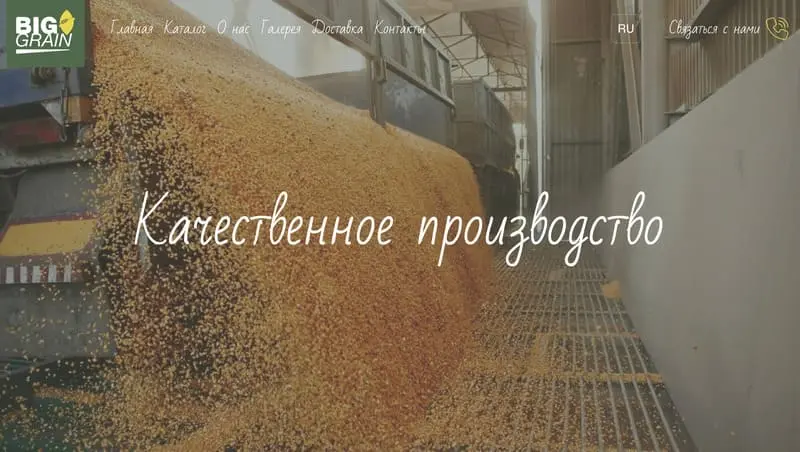 BIG
GRAIN
Главная Каталог О нас Галерея Доставка Контакты
RU
Связаться с нами
Качественное производство